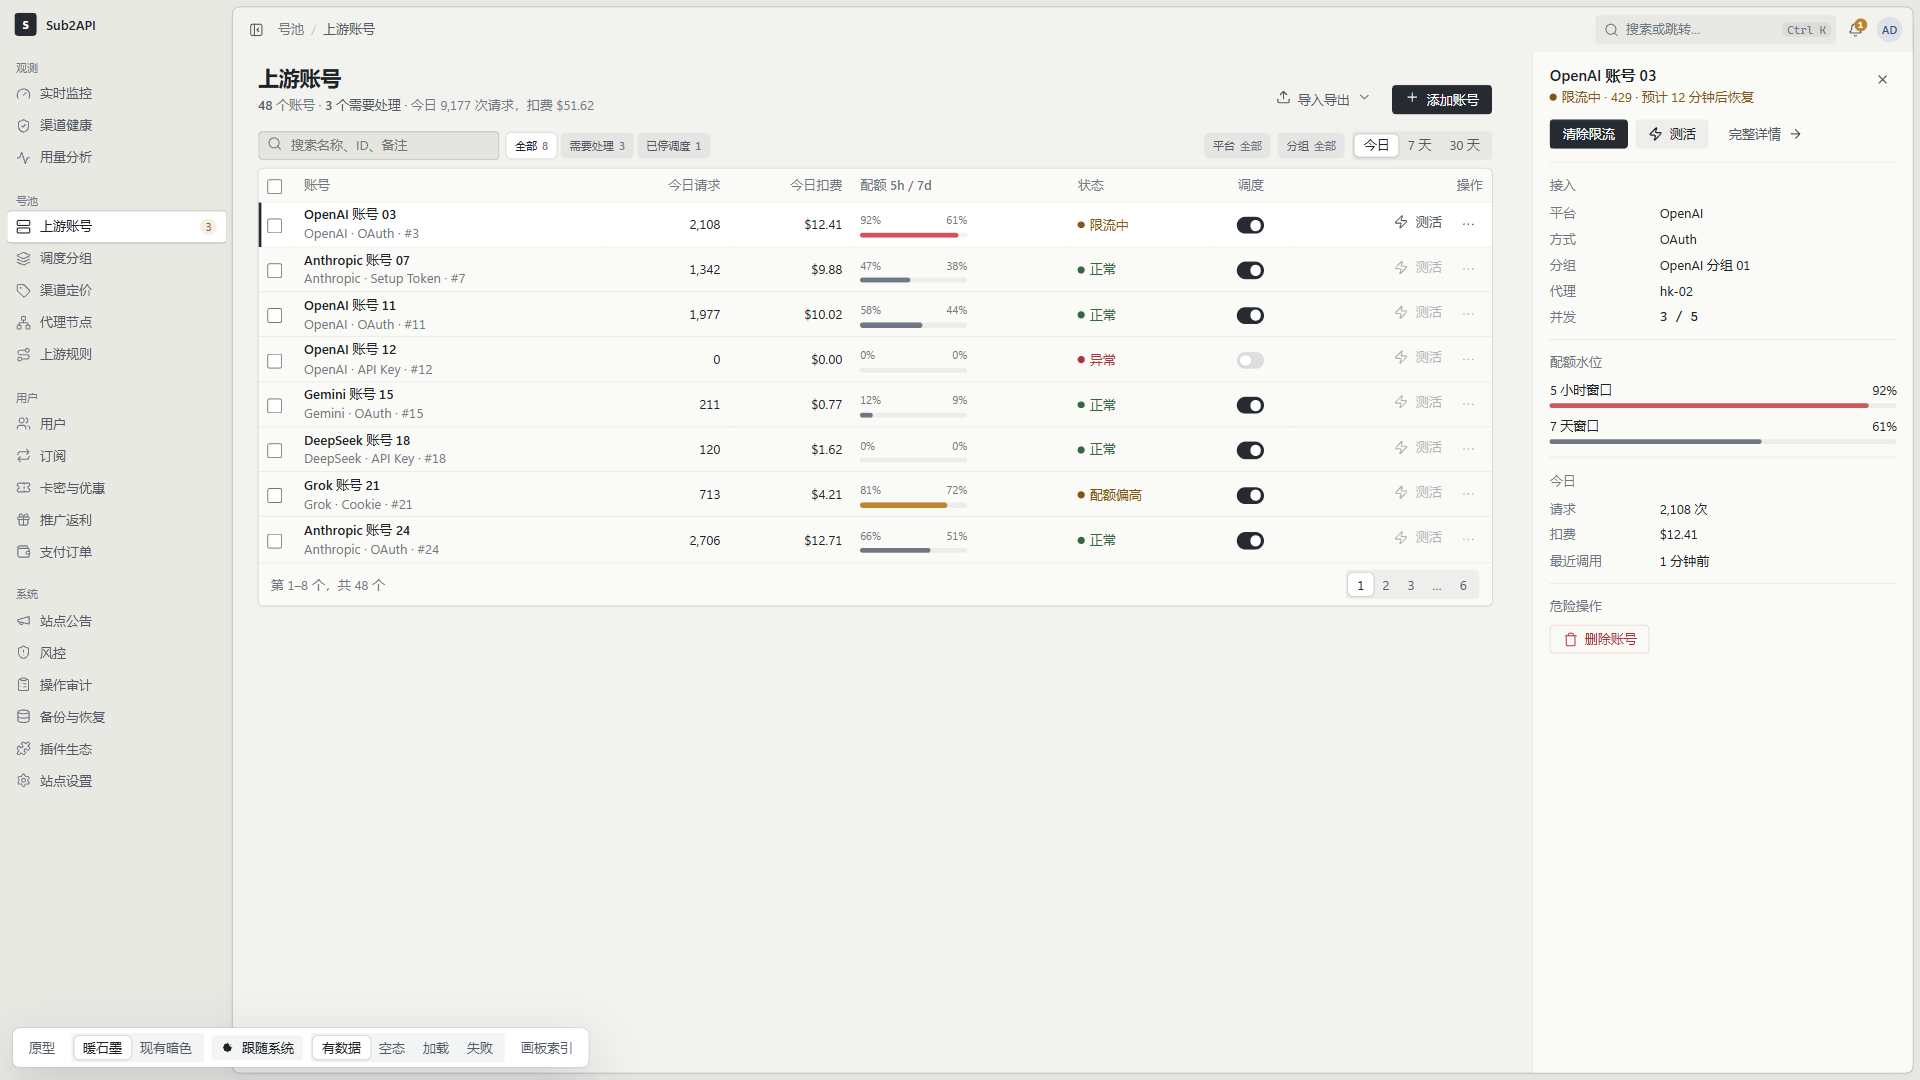 S Sub2API
观测
实时监控
渠道健康
用量分析
号池
上游账号 3
调度分组
渠道定价
代理节点
上游规则
用户
用户
订阅
卡密与优惠
推广返利
支付订单
系统
站点公告
风控
操作审计
备份与恢复
插件生态
站点设置
号池 / 上游账号
搜索或跳转... Ctrl K
1
AD
上游账号
48 个账号 · 3 个需要处理 · 今日 9,177 次请求，扣费 $51.62
导入导出
添加账号
搜索名称、ID、备注
全部 8
需要处理 3
已停调度 1
平台 全部
分组 全部
今日
7 天
30 天
账号 今日请求 今日扣费 配额 5h / 7d 状态 调度 操作
OpenAI 账号 03
OpenAI · OAuth · #3
2,108 $12.41 92% 61% 限流中 测活 ...
Anthropic 账号 07
Anthropic · Setup Token · #7
1,342 $9.88 47% 38% 正常 测活 ...
OpenAI 账号 11
OpenAI · OAuth · #11
1,977 $10.02 58% 44% 正常 测活 ...
OpenAI 账号 12
OpenAI · API Key · #12
0 $0.00 0% 0% 异常 测活 ...
Gemini 账号 15
Gemini · OAuth · #15
211 $0.77 12% 9% 正常 测活 ...
DeepSeek 账号 18
DeepSeek · API Key · #18
120 $1.62 0% 0% 正常 测活 ...
Grok 账号 21
Grok · Cookie · #21
713 $4.21 81% 72% 配额偏高 测活 ...
Anthropic 账号 24
Anthropic · OAuth · #24
2,706 $12.71 66% 51% 正常 测活 ...
第 1–8 个，共 48 个
1 2 3 ... 6
OpenAI 账号 03
限流中 · 429 · 预计 12 分钟后恢复
清除限流
测活
完整详情
接入
平台 OpenAI
方式 OAuth
分组 OpenAI 分组 01
代理 hk-02
并发 3 / 5
配额水位
5 小时窗口 92%
7 天窗口 61%
今日
请求 2,108 次
扣费 $12.41
最近调用 1 分钟前
危险操作
删除账号
原型
暖石墨
现有暗色
跟随系统
有数据
空态
加载
失败
画板索引